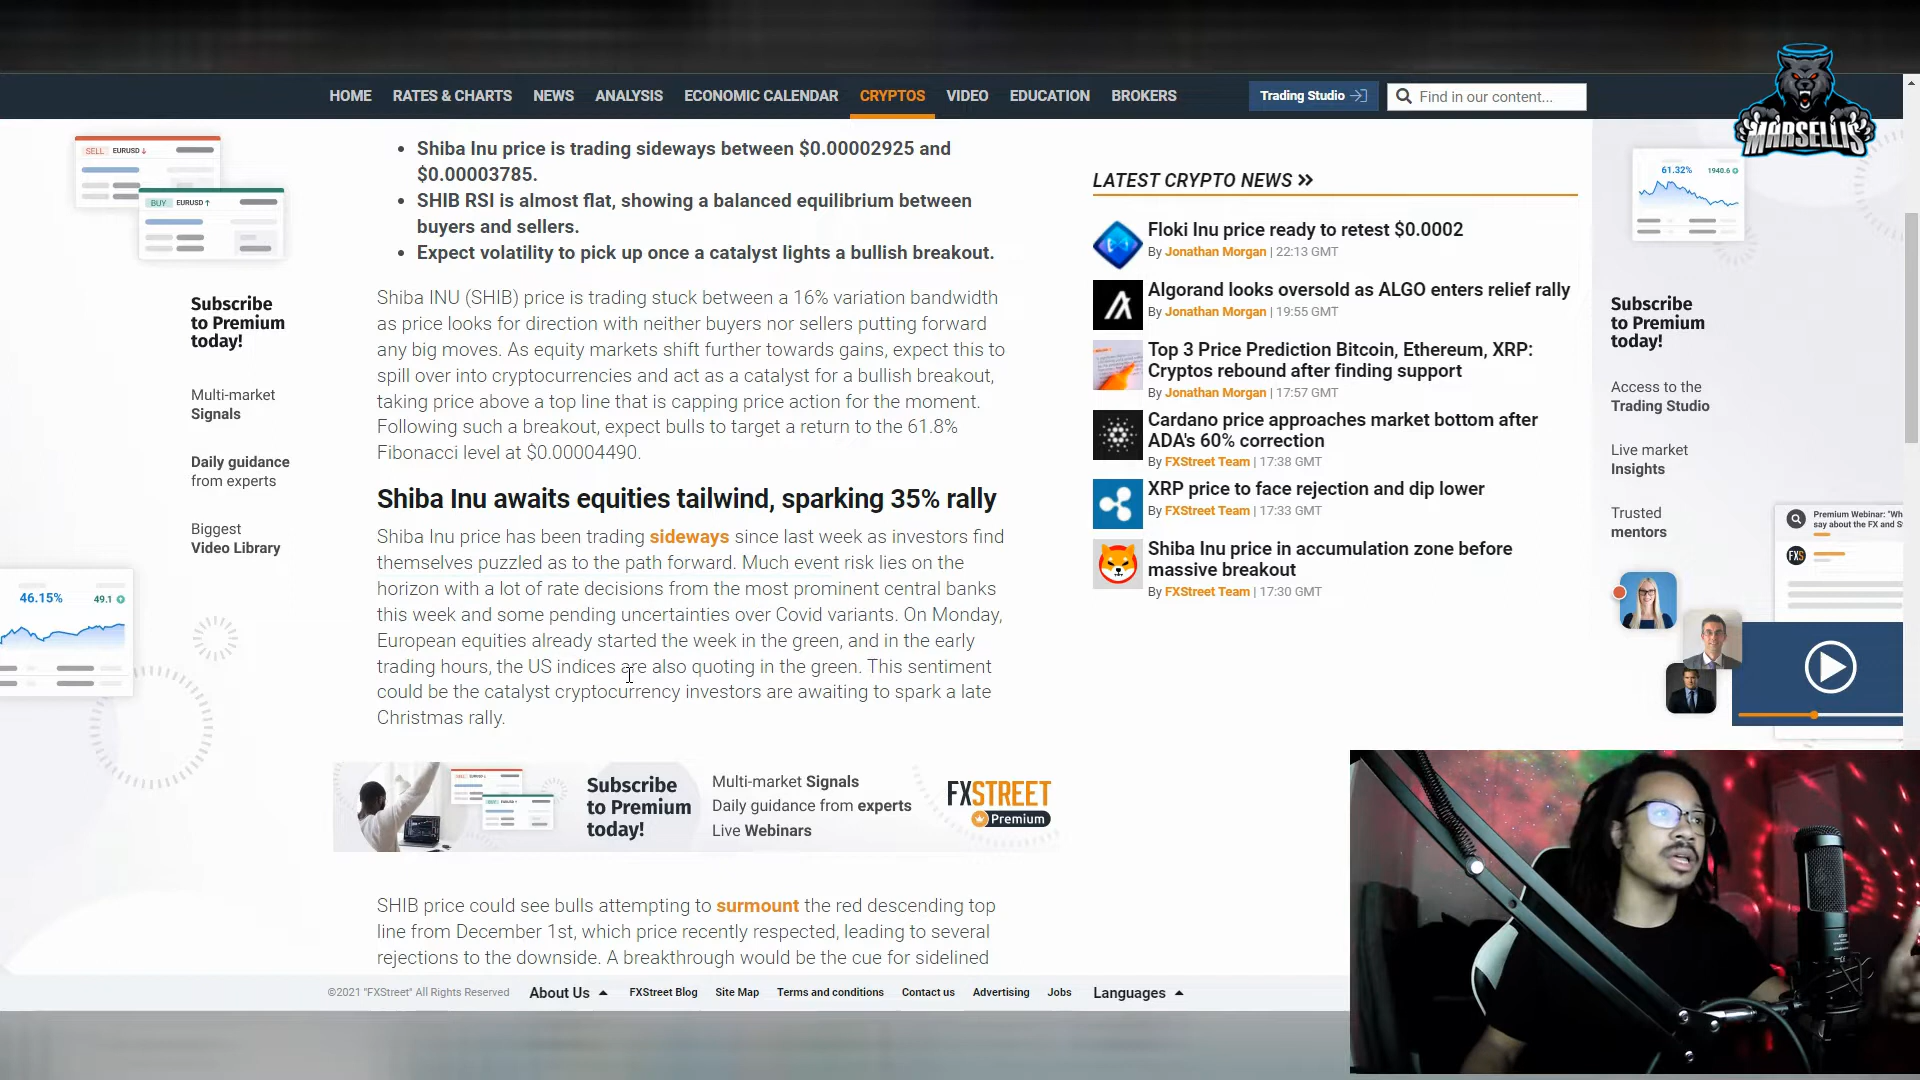 HOME RATES & CHARTS NEWS ANALYSIS ECONOMIC CALENDAR CRYPTOS VIDEO EDUCATION BROKERS
Trading Studio
Find in our content...
MARSELLIS
SELL EURUSD
BUY EURUSD
Subscribe
to Premium
today!
Multi-market
Signals
Daily guidance
from experts
Biggest
Video Library
46.15% 49.1
• Shiba Inu price is trading sideways between $0.00002925 and
$0.00003785.
• SHIB RSI is almost flat, showing a balanced equilibrium between
buyers and sellers.
• Expect volatility to pick up once a catalyst lights a bullish breakout.
Shiba INU (SHIB) price is trading stuck between a 16% variation bandwidth
as price looks for direction with neither buyers nor sellers putting forward
any big moves. As equity markets shift further towards gains, expect this to
spill over into cryptocurrencies and act as a catalyst for a bullish breakout,
taking price above a top line that is capping price action for the moment.
Following such a breakout, expect bulls to target a return to the 61.8%
Fibonacci level at $0.00004490.
Shiba Inu awaits equities tailwind, sparking 35% rally
Shiba Inu price has been trading sideways since last week as investors find
themselves puzzled as to the path forward. Much event risk lies on the
horizon with a lot of rate decisions from the most prominent central banks
this week and some pending uncertainties over Covid variants. On Monday,
European equities already started the week in the green, and in the early
trading hours, the US indices are also quoting in the green. This sentiment
could be the catalyst cryptocurrency investors are awaiting to spark a late
Christmas rally.
Subscribe
to Premium
today!
Multi-market Signals
Daily guidance from experts
Live Webinars
FXSTREET
Premium
SHIB price could see bulls attempting to surmount the red descending top
line from December 1st, which price recently respected, leading to several
rejections to the downside. A breakthrough would be the cue for sidelined
LATEST CRYPTO NEWS
Floki Inu price ready to retest $0.0002
By Jonathan Morgan | 22:13 GMT
Algorand looks oversold as ALGO enters relief rally
By Jonathan Morgan | 19:55 GMT
Top 3 Price Prediction Bitcoin, Ethereum, XRP:
Cryptos rebound after finding support
By Jonathan Morgan | 17:57 GMT
Cardano price approaches market bottom after
ADA's 60% correction
By FXStreet Team | 17:38 GMT
XRP price to face rejection and dip lower
By FXStreet Team | 17:33 GMT
Shiba Inu price in accumulation zone before
massive breakout
By FXStreet Team | 17:30 GMT
61.32% 1940.6
Subscribe
to Premium
today!
Access to the
Trading Studio
Live market
Insights
Trusted
mentors
Premium Webinar: "Wh
say about the FX and S
FXS
©2021 "FXStreet" All Rights Reserved About Us FXStreet Blog Site Map Terms and conditions Contact us Advertising Jobs Languages